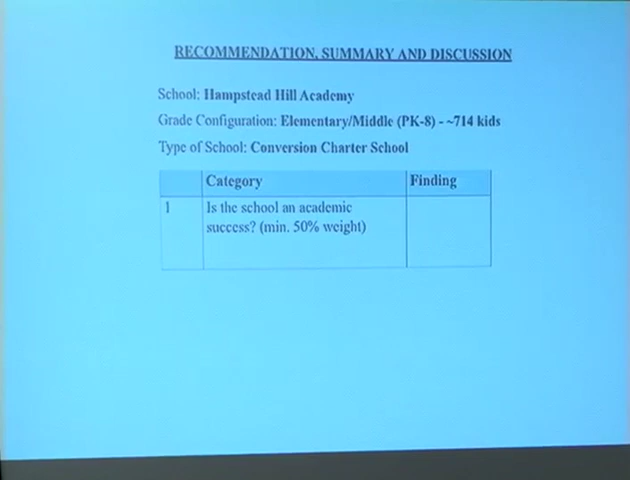 RECOMMENDATION, SUMMARY AND DISCUSSION
School: Hampstead Hill Academy
Grade Configuration: Elementary/Middle (PK-8) - ~714 kids
Type of School: Conversion Charter School
Category Finding
1 Is the school an academic
success? (min. 50% weight)